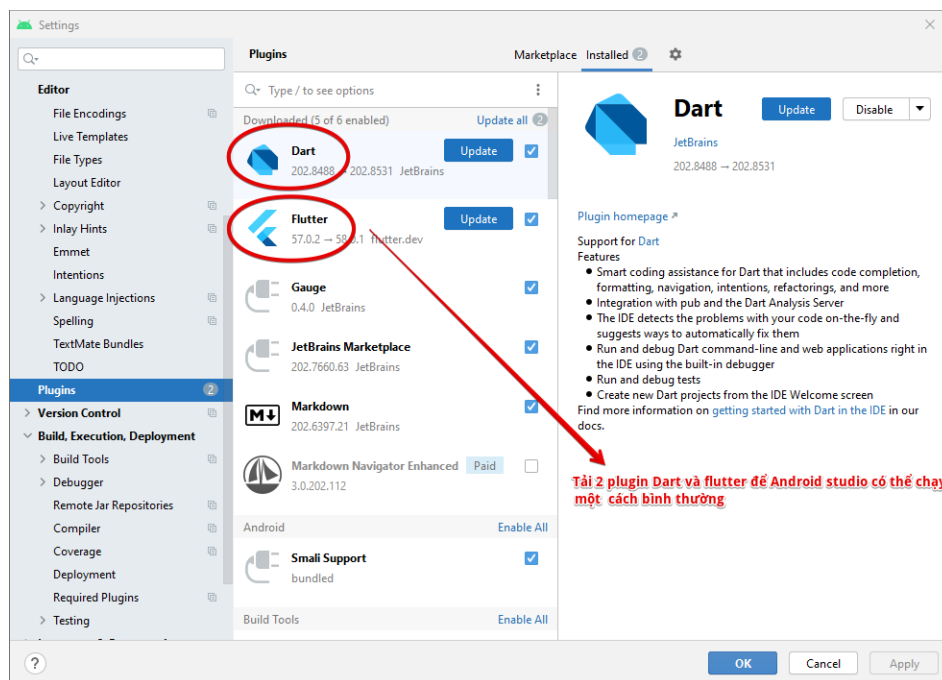 Settings
Plugins
Marketplace Installed 2
Editor
File Encodings
Live Templates
File Types
Layout Editor
Copyright
Inlay Hints
Emmet
Intentions
Language Injections
Spelling
TextMate Bundles
TODO
Plugins 2
Version Control
Build, Execution, Deployment
Build Tools
Debugger
Remote Jar Repositories
Compiler
Coverage
Deployment
Required Plugins
Testing
Type / to see options
Downloaded (5 of 6 enabled) Update all 2
Dart Update
202.8488 → 202.8531 JetBrains
Flutter Update
57.0.2 → 58.0.1 flutter.dev
Gauge
0.4.0 JetBrains
JetBrains Marketplace
202.7660.63 JetBrains
Markdown
202.6397.21 JetBrains
Markdown Navigator Enhanced Paid
3.0.202.112
Android Enable All
Smali Support
bundled
Build Tools Enable All
Dart Update Disable
JetBrains
202.8488 → 202.8531
Plugin homepage
Support for Dart
Features
Smart coding assistance for Dart that includes code completion,
formatting, navigation, intentions, refactorings, and more
Integration with pub and the Dart Analysis Server
The IDE detects the problems with your code on-the-fly and
suggests ways to automatically fix them
Run and debug Dart command-line and web applications right in
the IDE using the built-in debugger
Run and debug tests
Create new Dart projects from the IDE Welcome screen
Find more information on getting started with Dart in the IDE in our
docs.
Tải 2 plugin Dart và flutter để Android studio có thể chạy
một cách bình thường
? OK Cancel Apply